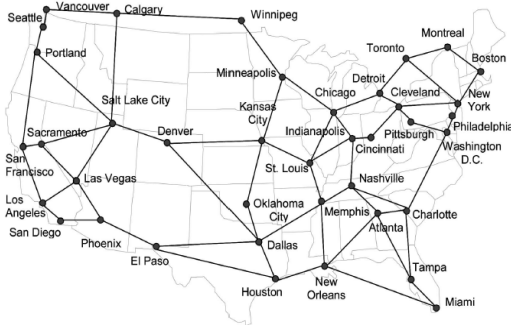 Vancouver
Calgary
Winnipeg
Seattle
Montreal
Portland
Toronto
Boston
Minneapolis
Detroit
Chicago
Cleveland
New
York
Salt Lake City
Kansas
City
Sacramento
Denver
Indianapolis
Pittsburgh
Philadelphia
Cincinnati
Washington
D.C.
San
Francisco
St. Louis
Las Vegas
Nashville
Los
Angeles
Oklahoma
City
Memphis
Charlotte
San Diego
Atlanta
Phoenix
Dallas
El Paso
Tampa
Houston
New
Orleans
Miami